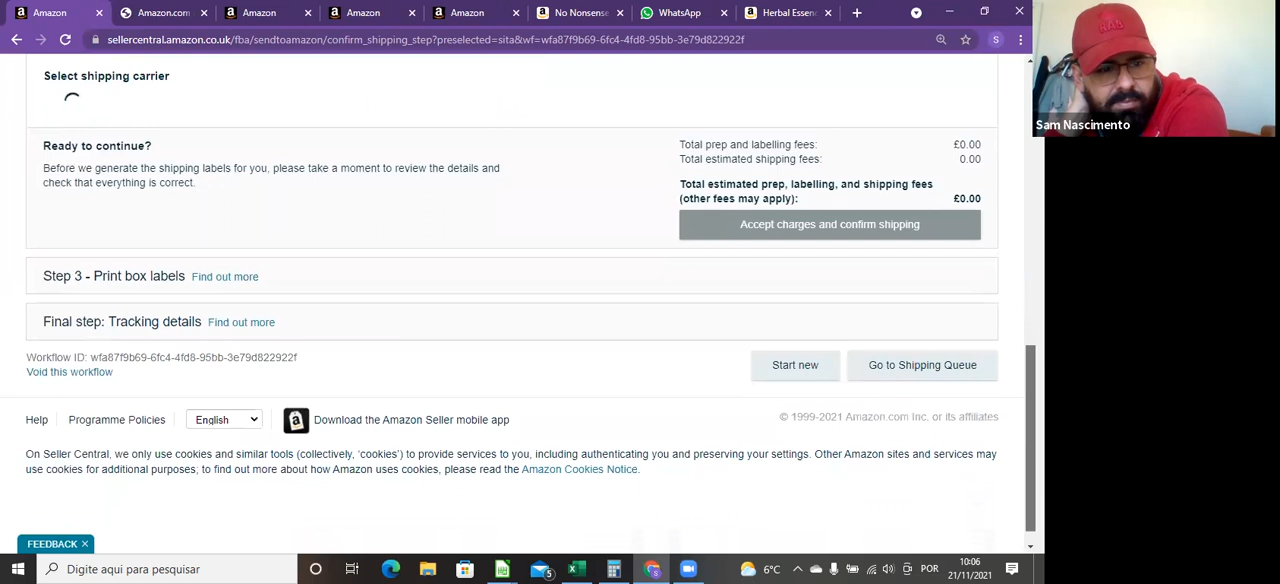 Amazon
Amazon.com
Amazon
Amazon
Amazon
No Nonsense
WhatsApp
Herbal Essenc
sellercentral.amazon.co.uk/fba/sendtoamazon/confirm_shipping_step?preselected=sita&wf=wfa87f9b69-6fc4-4fd8-95bb-3e79d822922f
S
Sam Nascimento
Select shipping carrier
Ready to continue?
Before we generate the shipping labels for you, please take a moment to review the details and
check that everything is correct.
Total prep and labelling fees: £0.00
Total estimated shipping fees: 0.00
Total estimated prep, labelling, and shipping fees
(other fees may apply): £0.00
Accept charges and confirm shipping
Step 3 - Print box labels Find out more
Final step: Tracking details Find out more
Workflow ID: wfa87f9b69-6fc4-4fd8-95bb-3e79d822922f
Void this workflow
Start new
Go to Shipping Queue
Help
Programme Policies
English
Download the Amazon Seller mobile app
© 1999-2021 Amazon.com Inc. or its affiliates
On Seller Central, we only use cookies and similar tools (collectively, 'cookies') to provide services to you, including authenticating you and preserving your settings. Other Amazon sites and services may
use cookies for additional purposes; to find out more about how Amazon uses cookies, please read the Amazon Cookies Notice.
FEEDBACK
Digite aqui para pesquisar
5
6°C
POR
10:06
21/11/2021